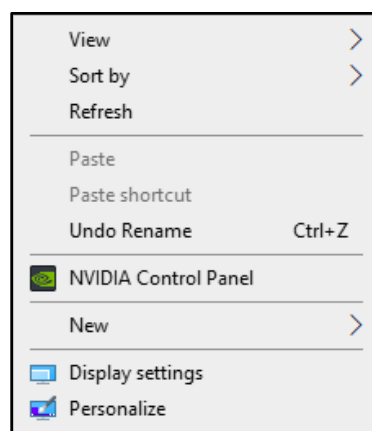 View
Sort by
Refresh
Paste
Paste shortcut
Undo Rename Ctrl+Z
NVIDIA Control Panel
New
Display settings
Personalize